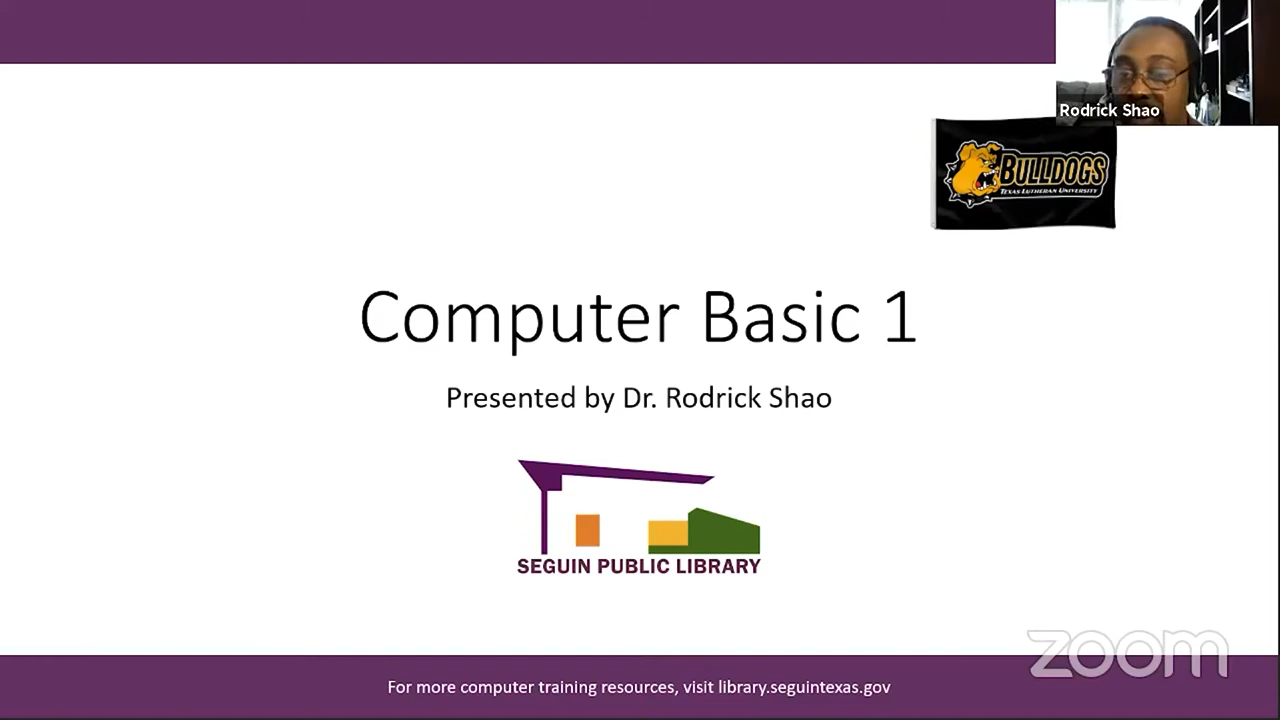 Rodrick Shao
BULLDOGS
TEXAS LUTHERAN UNIVERSITY
Computer Basic 1
Presented by Dr. Rodrick Shao
SEGUIN PUBLIC LIBRARY
zoom
For more computer training resources, visit library.seguintexas.gov